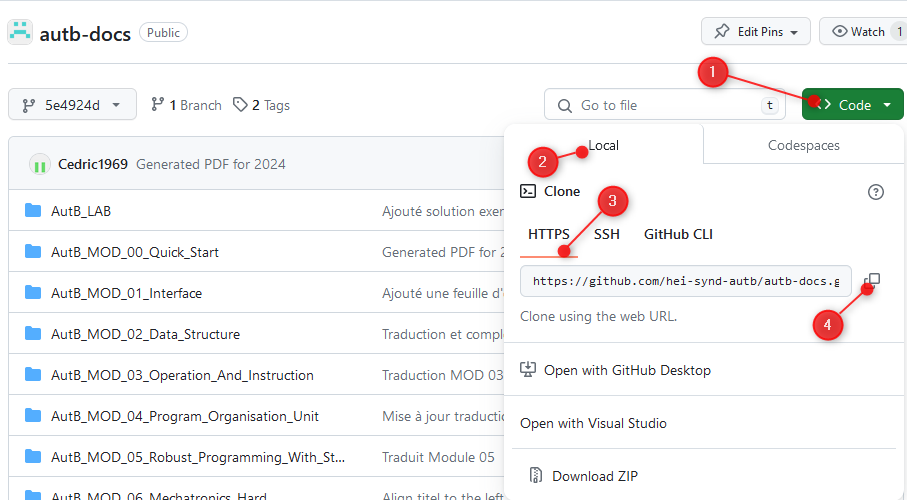 autb-docs Public Edit Pins Watch 1
1
5e4924d 1 Branch 2 Tags Go to file t Code
2 Local Codespaces
Cedric1969 Generated PDF for 2024
Clone
3
AutB_LAB Ajouté solution exer
HTTPS SSH GitHub CLI
AutB_MOD_00_Quick_Start Generated PDF for 2
https://github.com/hei-synd-autb/autb-docs.g
AutB_MOD_01_Interface Ajouté une feuille d'
Clone using the web URL.
4
AutB_MOD_02_Data_Structure Traduction et comple
Open with GitHub Desktop
AutB_MOD_03_Operation_And_Instruction Traduction MOD 03
AutB_MOD_04_Program_Organisation_Unit Mise à jour traductio
Open with Visual Studio
AutB_MOD_05_Robust_Programming_With_St... Traduit Module 05
Download ZIP
AutB_MOD_06_Mechatronics_Hard Align titel to the left